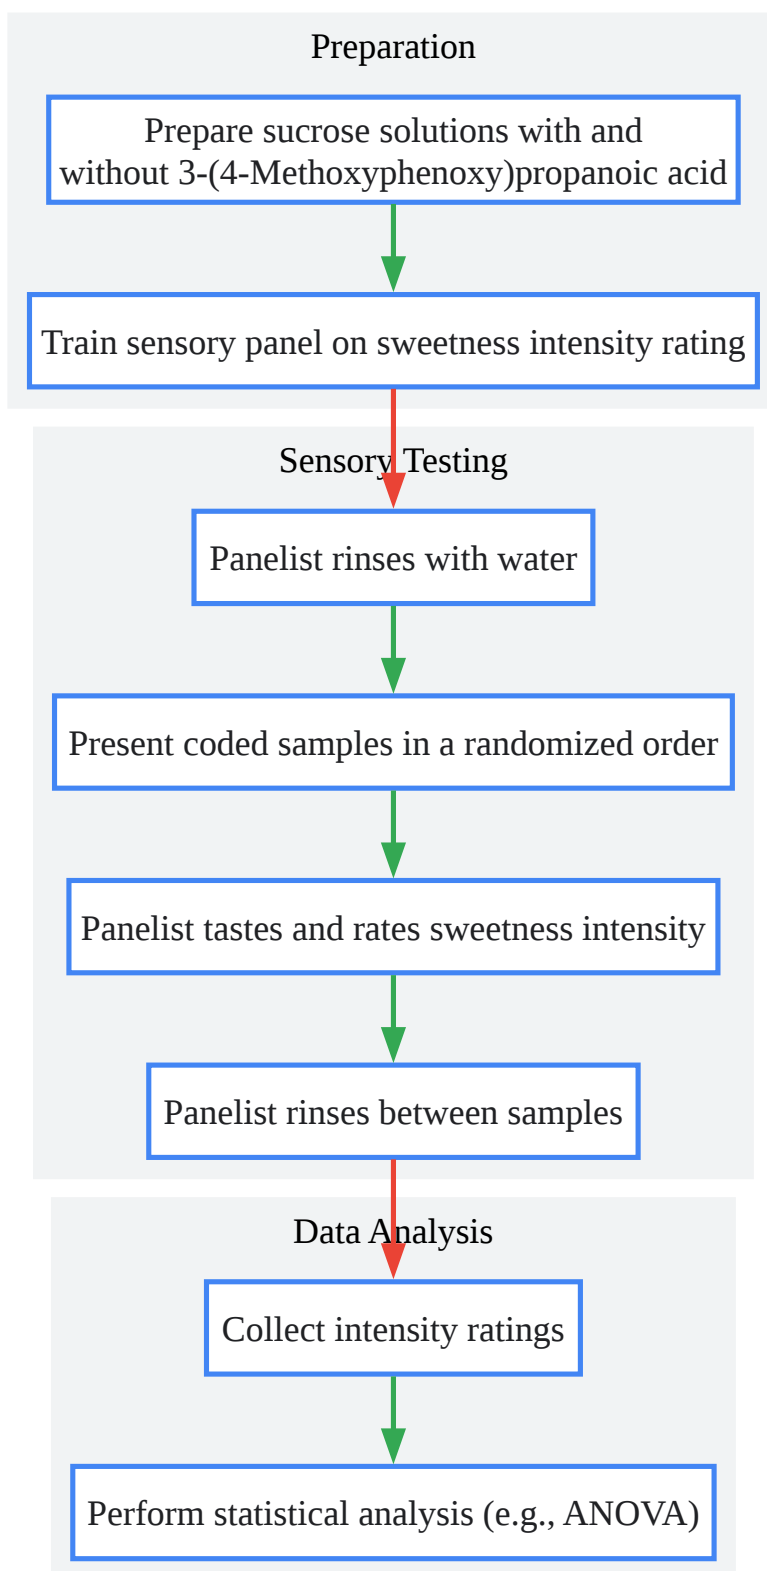 Preparation
Prepare sucrose solutions with and
without 3-(4-Methoxyphenoxy)propanoic acid
Train sensory panel on sweetness intensity rating
Sensory Testing
Panelist rinses with water
Present coded samples in a randomized order
Panelist tastes and rates sweetness intensity
Panelist rinses between samples
Data Analysis
Collect intensity ratings
Perform statistical analysis (e.g., ANOVA)